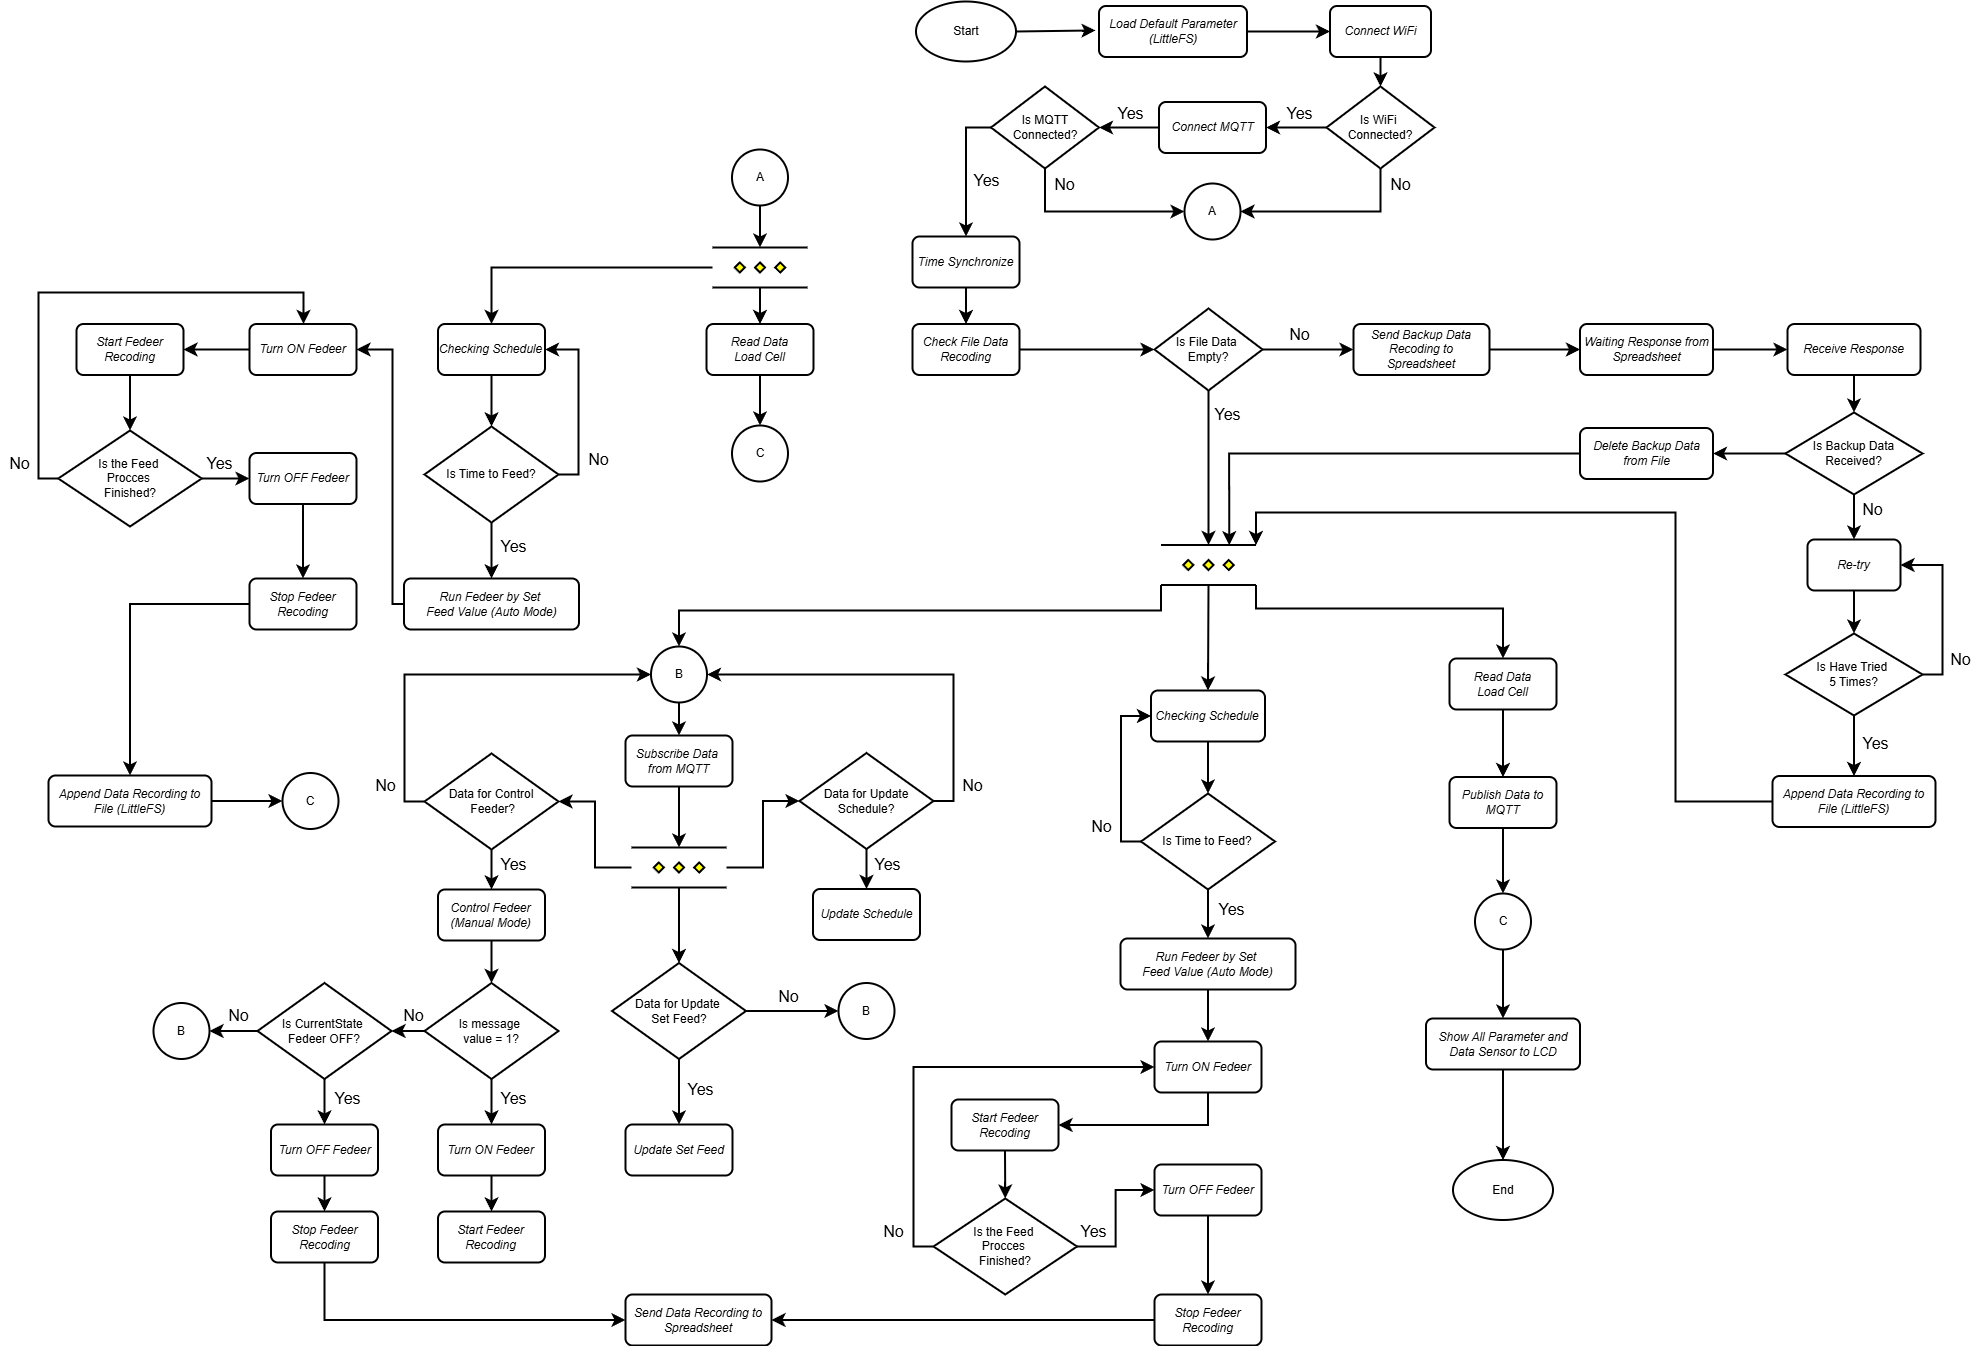 Start
Load Default Parameter
(LittleFS)
Connect WiFi
Is WiFi
Connected?
Yes
Connect MQTT
Yes
Is MQTT
Connected?
Yes
No
No
A
Time Synchronize
Check File Data
Recoding
Is File Data
Empty?
No
Send Backup Data
Recoding to
Spreadsheet
Waiting Response from
Spreadsheet
Receive Response
Yes
Is Backup Data
Received?
Delete Backup Data
from File
No
Re-try
Is Have Tried
5 Times?
No
Yes
Append Data Recording to
File (LittleFS)
A
Read Data
Load Cell
C
Checking Schedule
Is Time to Feed?
No
Yes
Run Fedeer by Set
Feed Value (Auto Mode)
Turn ON Fedeer
Start Fedeer
Recoding
Is the Feed
Procces
Finished?
No
Yes
Turn OFF Fedeer
Stop Fedeer
Recoding
Append Data Recording to
File (LittleFS)
C
B
Subscribe Data
from MQTT
Data for Control
Feeder?
No
Yes
Control Fedeer
(Manual Mode)
Is message
value = 1?
No
Is CurrentState
Fedeer OFF?
No
B
Yes
Turn OFF Fedeer
Stop Fedeer
Recoding
Yes
Turn ON Fedeer
Start Fedeer
Recoding
Data for Update
Schedule?
No
Yes
Update Schedule
Data for Update
Set Feed?
No
B
Yes
Update Set Feed
Checking Schedule
Is Time to Feed?
No
Yes
Run Fedeer by Set
Feed Value (Auto Mode)
Turn ON Fedeer
Start Fedeer
Recoding
Is the Feed
Procces
Finished?
No
Yes
Turn OFF Fedeer
Stop Fedeer
Recoding
Send Data Recording to
Spreadsheet
Read Data
Load Cell
Publish Data to
MQTT
C
Show All Parameter and
Data Sensor to LCD
End